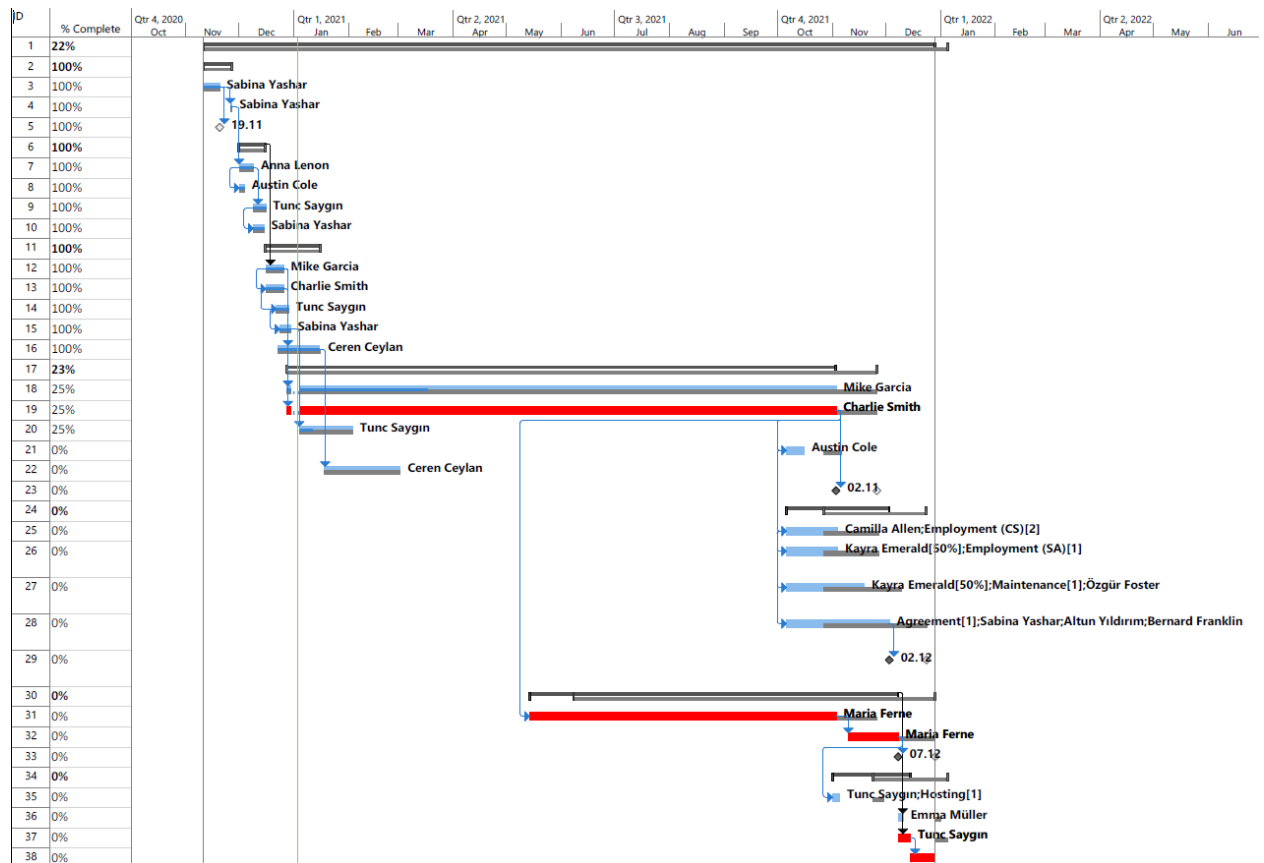 ID
% Complete
Qtr 4, 2020 Qtr 1, 2021 Qtr 2, 2021 Qtr 3, 2021 Qtr 4, 2021 Qtr 1, 2022 Qtr 2, 2022
Oct Nov Dec Jan Feb Mar Apr May Jun Jul Aug Sep Oct Nov Dec Jan Feb Mar Apr May Jun
1 22%
2 100%
3 100% Sabina Yashar
4 100% Sabina Yashar
5 100% 19.11
6 100%
7 100% Anna Lenon
8 100% Austin Cole
9 100% Tunc Saygın
10 100% Sabina Yashar
11 100%
12 100% Mike Garcia
13 100% Charlie Smith
14 100% Tunc Saygın
15 100% Sabina Yashar
16 100% Ceren Ceylan
17 23%
18 25% Mike Garcia
19 25% Charlie Smith
20 25% Tunc Saygın
21 0% Austin Cole
22 0% Ceren Ceylan
23 0% 02.11
24 0%
25 0% Camilla Allen;Employment (CS)[2]
26 0% Kayra Emerald[50%];Employment (SA)[1]
27 0% Kayra Emerald[50%];Maintenance[1];Özgür Foster
28 0% Agreement[1];Sabina Yashar;Altun Yıldırım;Bernard Franklin
29 0% 02.12
30 0%
31 0% Maria Ferne
32 0% Maria Ferne
33 0% 07.12
34 0%
35 0% Tunc Saygın;Hosting[1]
36 0% Emma Müller
37 0% Tunc Saygın
38 0%